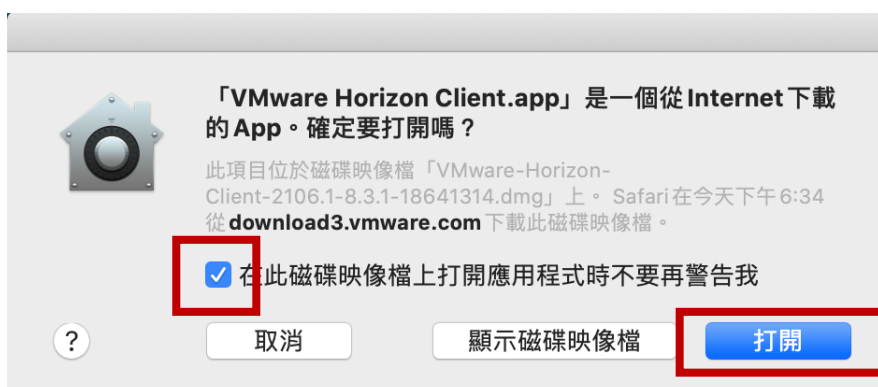 「VMware Horizon Client.app」是一個從 Internet 下載
的 App。確定要打開嗎？
此項目位於磁碟映像檔「VMware-Horizon-
Client-2106.1-8.3.1-18641314.dmg」上。 Safari 在今天下午 6:34
從 download3.vmware.com 下載此磁碟映像檔。
在此磁碟映像檔上打開應用程式時不要再警告我
? 取消 顯示磁碟映像檔 打開